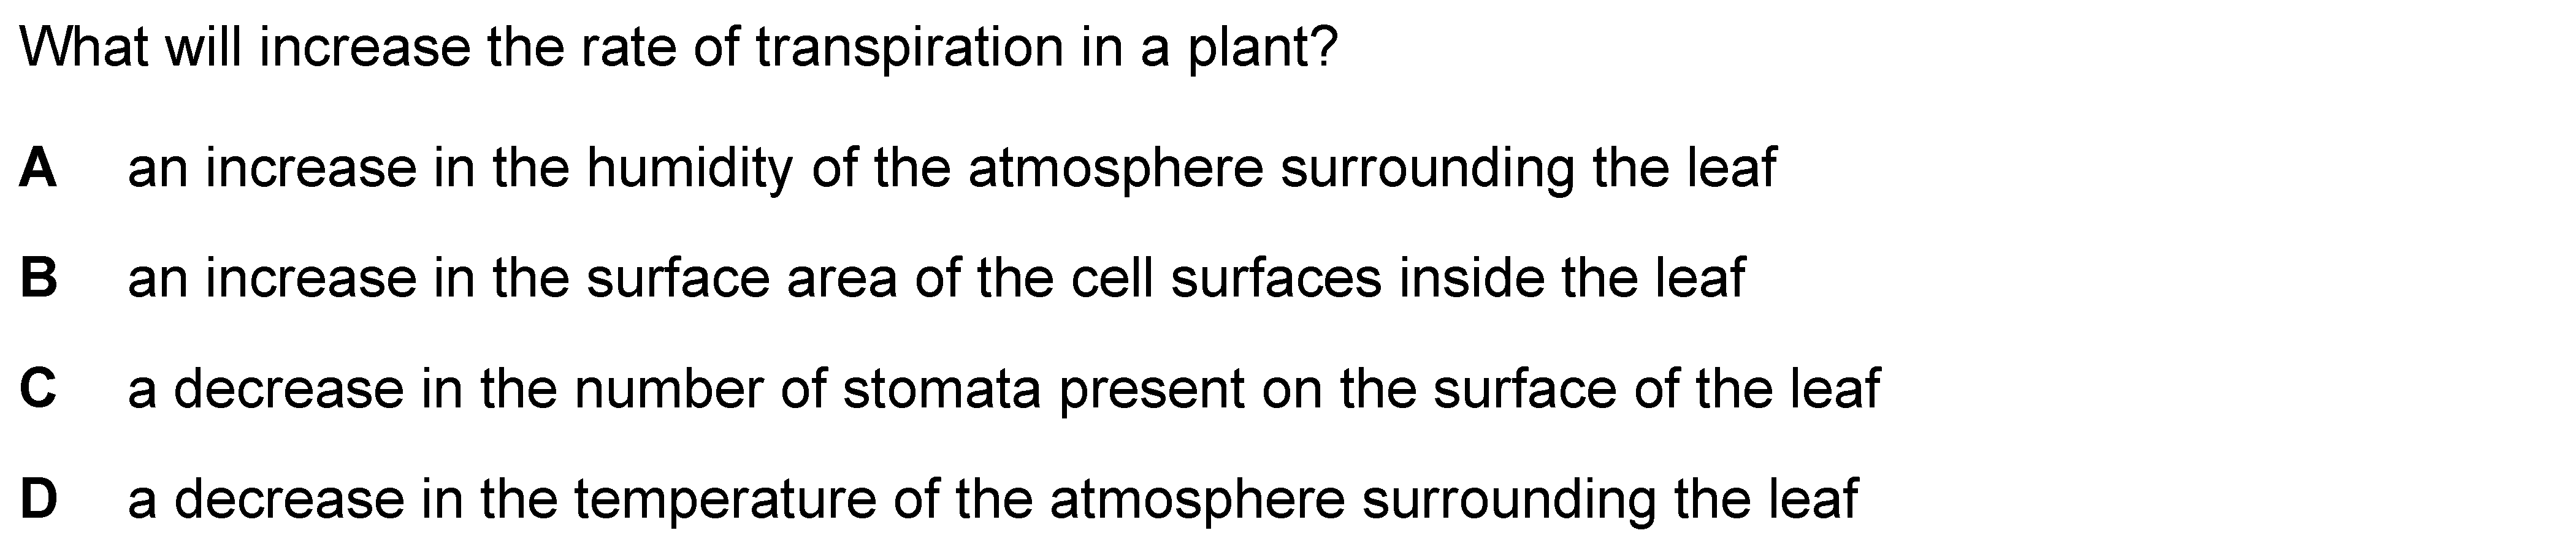 What will increase the rate of transpiration in a plant?
A an increase in the humidity of the atmosphere surrounding the leaf
B an increase in the surface area of the cell surfaces inside the leaf
C a decrease in the number of stomata present on the surface of the leaf
D a decrease in the temperature of the atmosphere surrounding the leaf